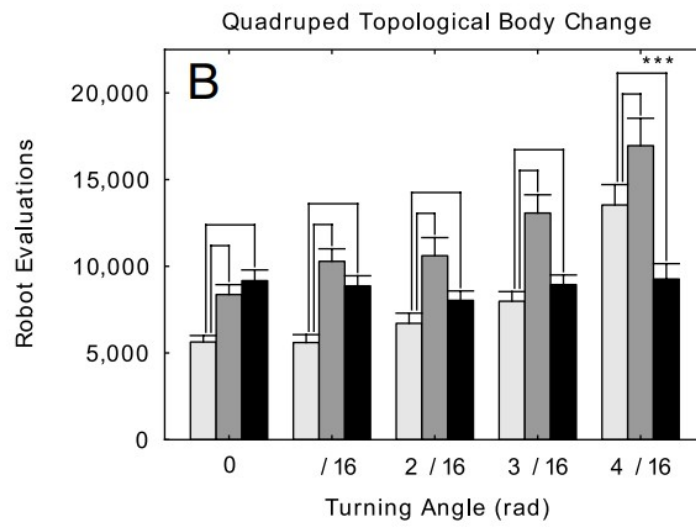 Quadruped Topological Body Change
B
***
20,000
15,000
10,000
5,000
0
Robot Evaluations
0 / 16 2 / 16 3 / 16 4 / 16
Turning Angle (rad)